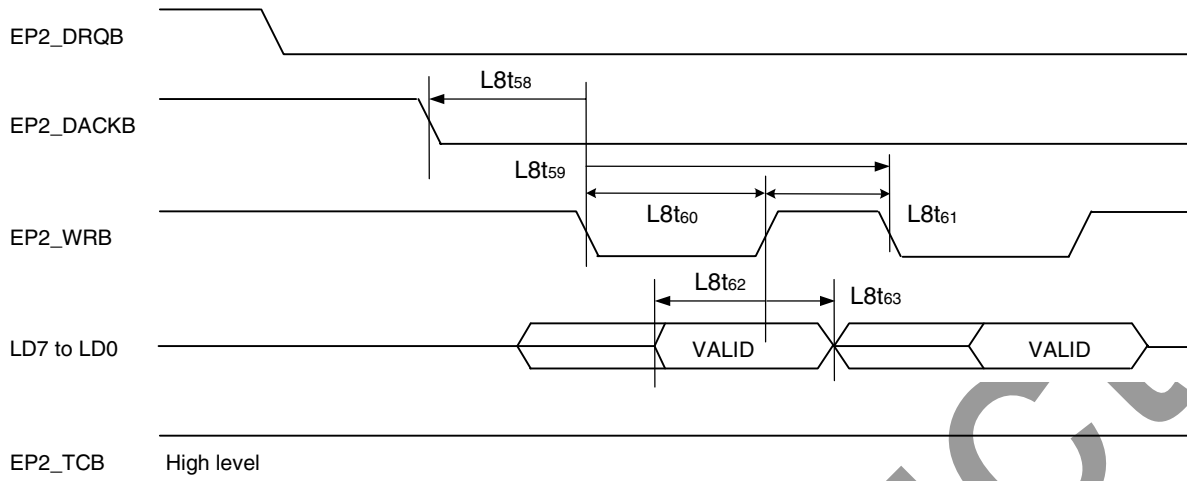 EP2_DRQB
L8t58
EP2_DACKB
L8t59
L8t60
L8t61
EP2_WRB
L8t62
L8t63
LD7 to LD0
VALID
VALID
EP2_TCB
High level